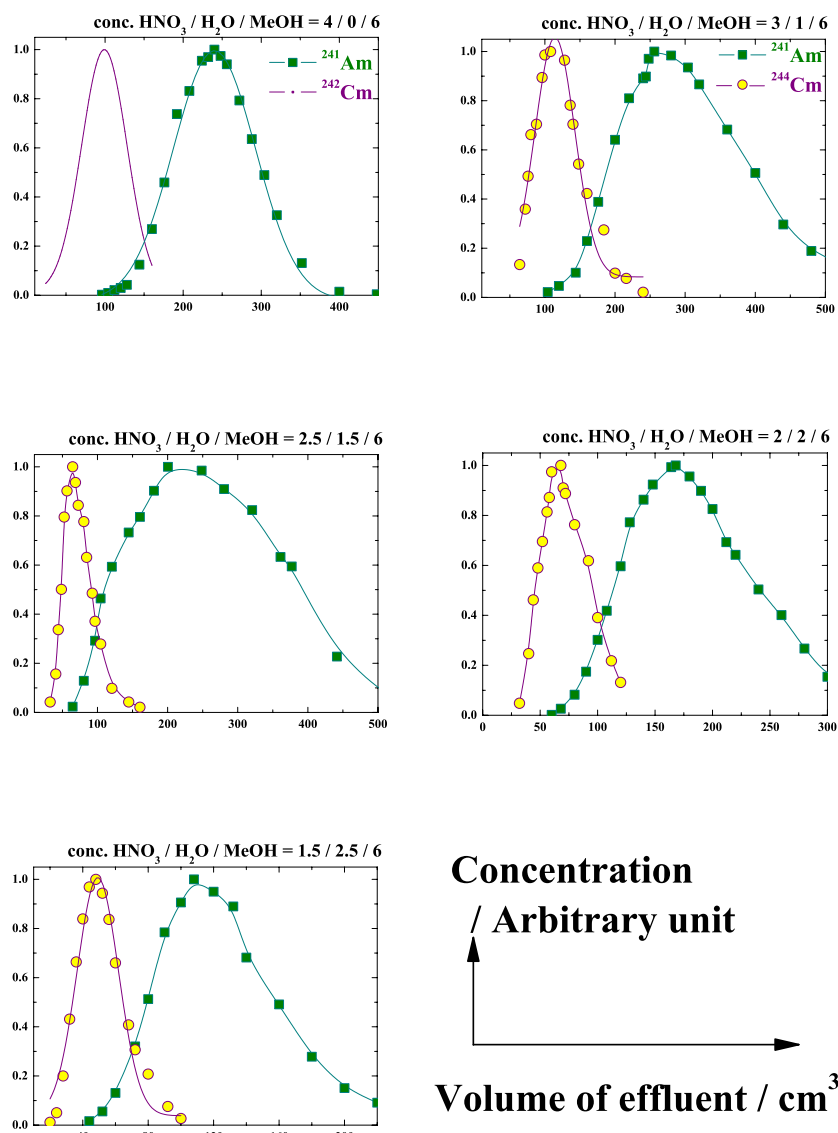 conc. HNO3 / H2O / MeOH = 4 / 0 / 6
241Am
242Cm
1.0
0.8
0.6
0.4
0.2
0.0
100 200 300 400
conc. HNO3 / H2O / MeOH = 3 / 1 / 6
241Am
244Cm
1.0
0.8
0.6
0.4
0.2
0.0
100 200 300 400 500
conc. HNO3 / H2O / MeOH = 2.5 / 1.5 / 6
1.0
0.8
0.6
0.4
0.2
0.0
100 200 300 400 500
conc. HNO3 / H2O / MeOH = 2 / 2 / 6
1.0
0.8
0.6
0.4
0.2
0.0
0 50 100 150 200 250 300
conc. HNO3 / H2O / MeOH = 1.5 / 2.5 / 6
1.0
0.8
0.6
0.4
0.2
0.0
Concentration
/ Arbitrary unit
Volume of effluent / cm3